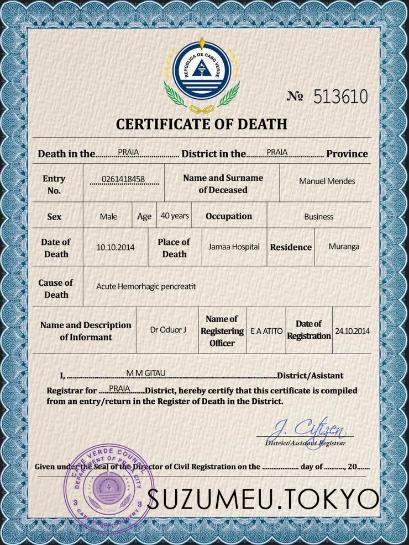 REPÚBLICA DE CABO VERDE
№ 513610
CERTIFICATE OF DEATH
Death in the PRAIA District in the PRAIA Province
Entry No. 0261418458 Name and Surname of Deceased Manuel Mendes
Sex Male Age 40 years Occupation Business
Date of Death 10.10.2014 Place of Death Jamaa Hospital Residence Muranga
Cause of Death Acute Hemorhagic pencreatit
Name and Description of Informant Dr Oduor J Name of Registering Officer E A ATITO Date of Registration 24.10.2014
I, M M GITAU District/Asistant
Registrar for PRAIA District, hereby certify that this certificate is compiled
from an entry/return in the Register of Death in the District.
J. Citizen
District/Assistant Registrar
Given under the Seal of the Director of Civil Registration on the ............... day of ............, 20......
SUZUMEU.TOKYO